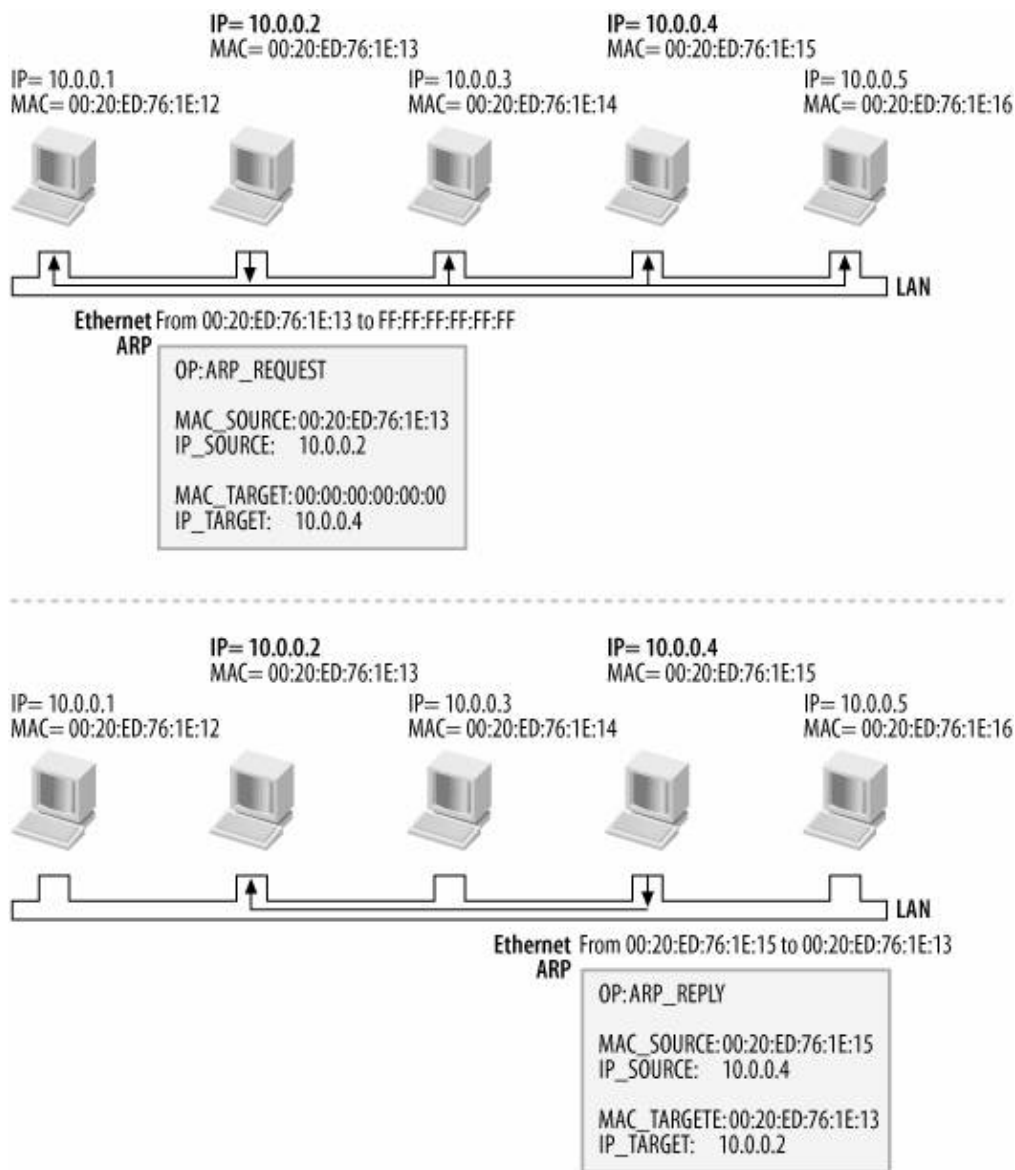 IP= 10.0.0.2
MAC= 00:20:ED:76:1E:13
IP= 10.0.0.4
MAC= 00:20:ED:76:1E:15
IP= 10.0.0.1
MAC= 00:20:ED:76:1E:12
IP= 10.0.0.3
MAC= 00:20:ED:76:1E:14
IP= 10.0.0.5
MAC= 00:20:ED:76:1E:16
LAN
Ethernet From 00:20:ED:76:1E:13 to FF:FF:FF:FF:FF:FF
ARP
OP:ARP_REQUEST
MAC_SOURCE:00:20:ED:76:1E:13
IP_SOURCE: 10.0.0.2
MAC_TARGET:00:00:00:00:00:00
IP_TARGET: 10.0.0.4
IP= 10.0.0.2
MAC= 00:20:ED:76:1E:13
IP= 10.0.0.4
MAC= 00:20:ED:76:1E:15
IP= 10.0.0.1
MAC= 00:20:ED:76:1E:12
IP= 10.0.0.3
MAC= 00:20:ED:76:1E:14
IP= 10.0.0.5
MAC= 00:20:ED:76:1E:16
LAN
Ethernet From 00:20:ED:76:1E:15 to 00:20:ED:76:1E:13
ARP
OP:ARP_REPLY
MAC_SOURCE:00:20:ED:76:1E:15
IP_SOURCE: 10.0.0.4
MAC_TARGETE:00:20:ED:76:1E:13
IP_TARGET: 10.0.0.2